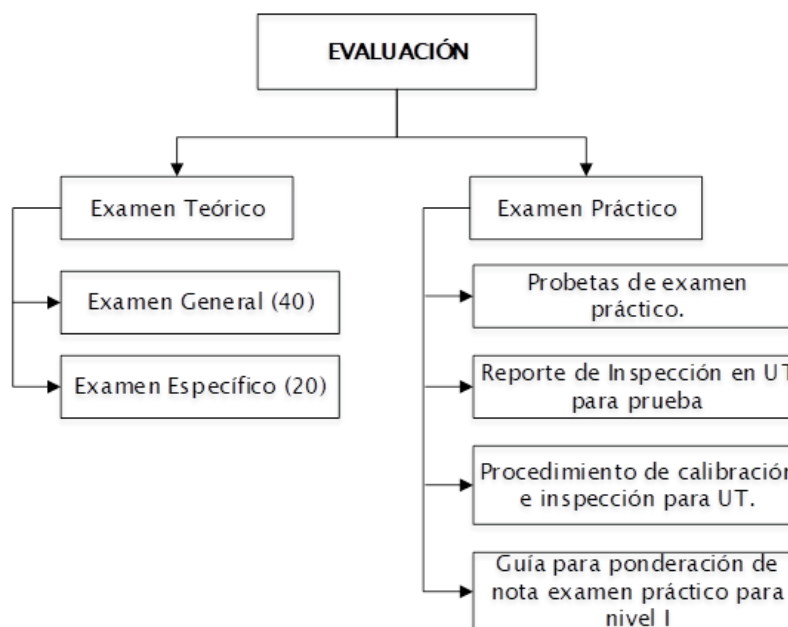 EVALUACIÓN
Examen Teórico
Examen General (40)
Examen Específico (20)
Examen Práctico
Probetas de examen
práctico.
Reporte de Inspección en UT
para prueba
Procedimiento de calibración
e inspección para UT.
Guía para ponderación de
nota examen práctico para
nivel I